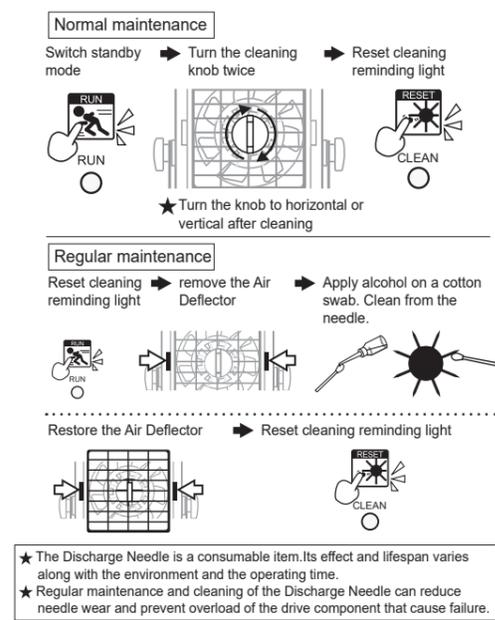 Normal maintenance
Switch standby mode
Turn the cleaning knob twice
Reset cleaning reminding light
RUN
RUN
RESET
CLEAN
★ Turn the knob to horizontal or
vertical after cleaning
Regular maintenance
Reset cleaning reminding light
remove the Air Deflector
Apply alcohol on a cotton
swab. Clean from the
needle.
RUN
RUN
Restore the Air Deflector
Reset cleaning reminding light
RESET
CLEAN
★ The Discharge Needle is a consumable item.Its effect and lifespan varies
along with the environment and the operating time.
★ Regular maintenance and cleaning of the Discharge Needle can reduce
needle wear and prevent overload of the drive component that cause failure.